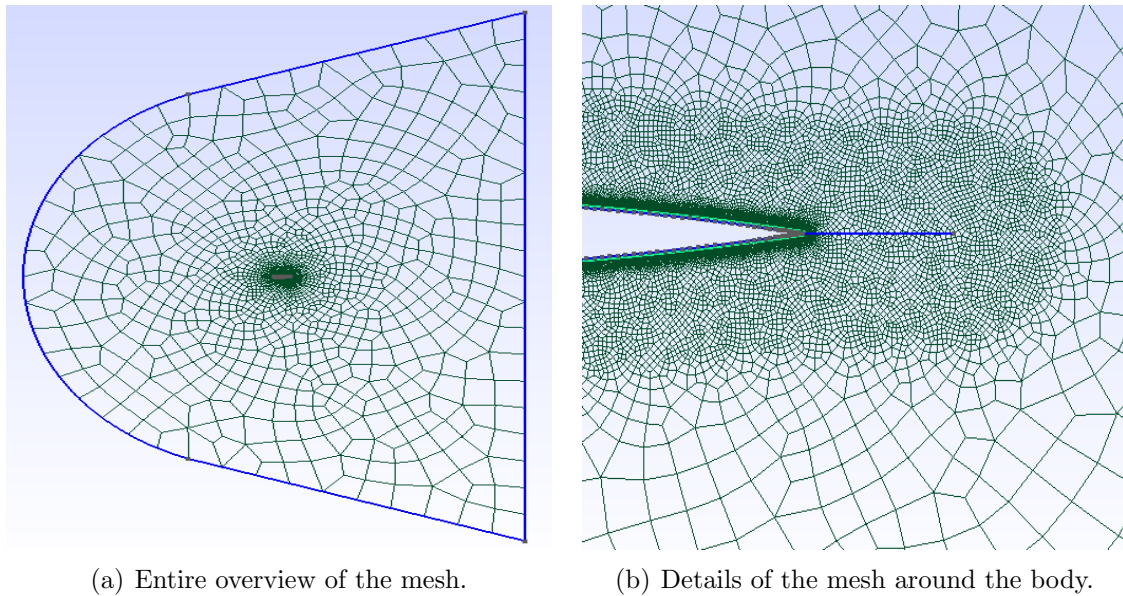 (a) Entire overview of the mesh.
(b) Details of the mesh around the body.